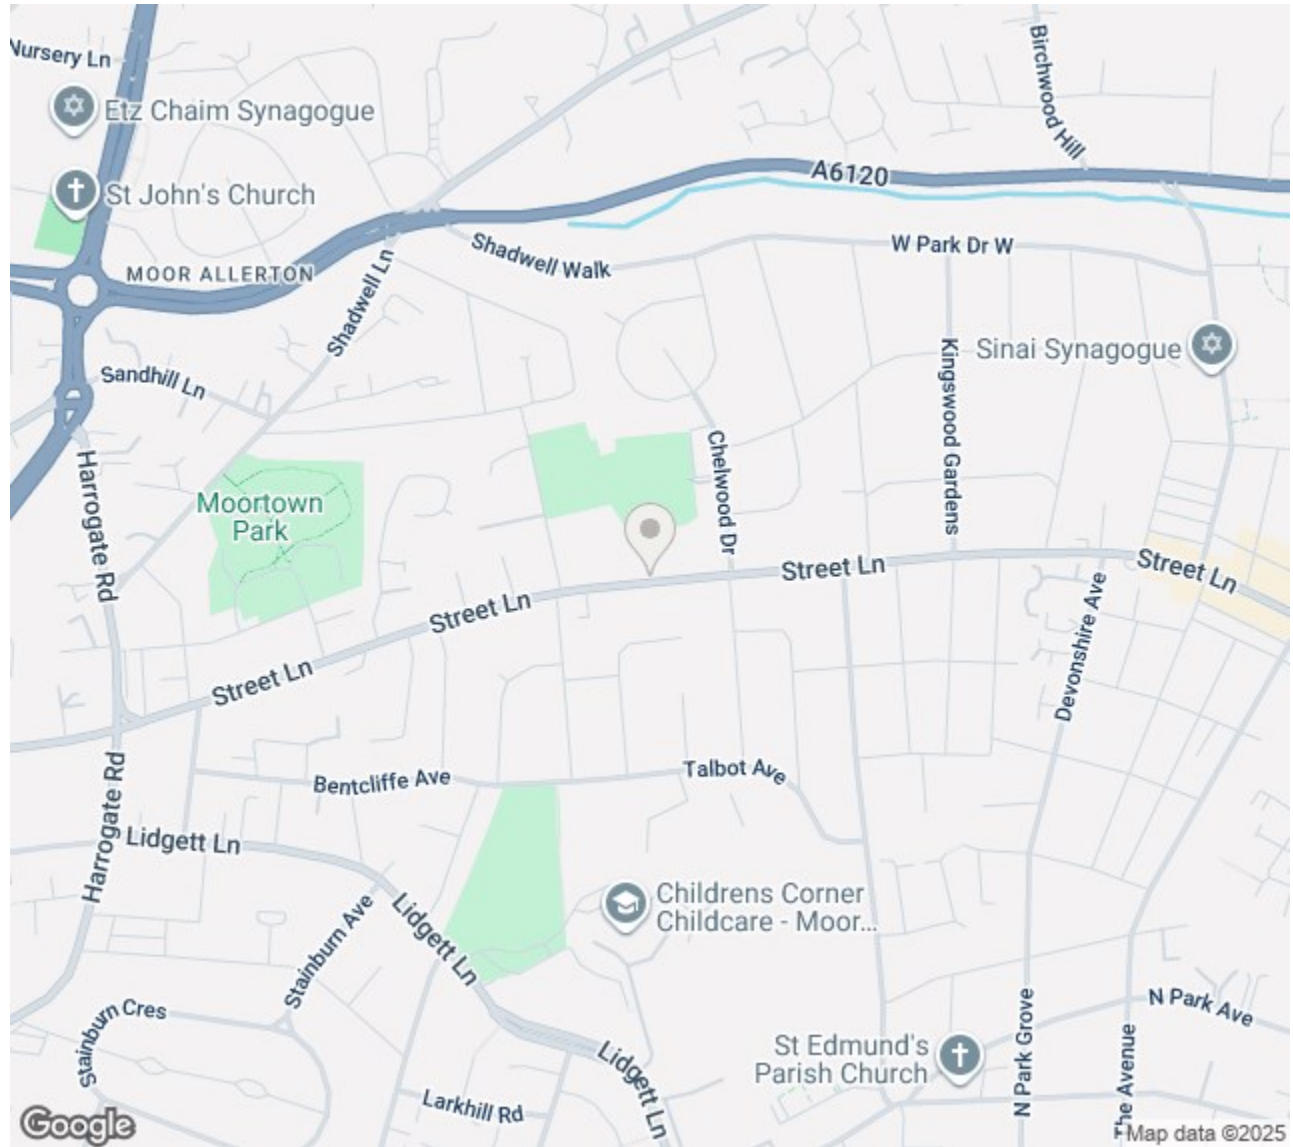 Nursery Ln
Etz Chaim Synagogue
St John's Church
MOOR ALLERTON
Birchwood Hill
A6120
Shadwell Walk
W Park Dr W
Shadwell Ln
Sandhill Ln
Kingswood Gardens
Sinai Synagogue
Harrogate Rd
Moortown
Park
Chelwood Dr
Street Ln
Street Ln
Street Ln
Street Ln
Devonshire Ave
Harrogate Rd
Bentcliffe Ave
Talbot Ave
Lidgett Ln
Lidgett Ln
Stainburn Ave
Childrens Corner
Childcare - Moor...
Stainburn Cres
N Park Ave
N Park Grove
The Avenue
St Edmund's
Parish Church
Lidgett Ln
Larkhill Rd
Google
Map data ©2025